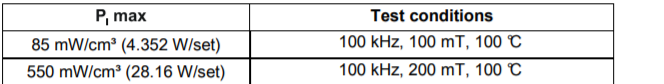 Pₗ max Test conditions
85 mW/cm³ (4.352 W/set) 100 kHz, 100 mT, 100 ℃
550 mW/cm³ (28.16 W/set) 100 kHz, 200 mT, 100 ℃